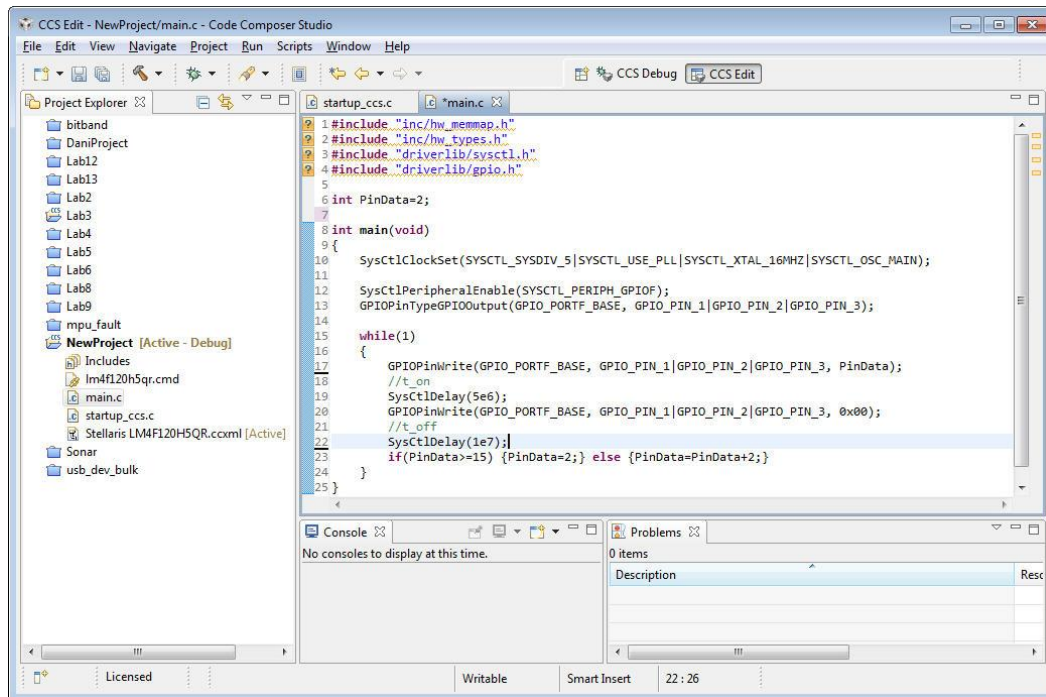 CCS Edit - NewProject/main.c - Code Composer Studio
File Edit View Navigate Project Run Scripts Window Help
CCS Debug CCS Edit
Project Explorer
bitband
DaniProject
Lab12
Lab13
Lab2
Lab3
Lab4
Lab5
Lab6
Lab8
Lab9
mpu_fault
NewProject [Active - Debug]
Includes
lm4f120h5qr.cmd
main.c
startup_ccs.c
Stellaris LM4F120H5QR.ccxml [Active]
Sonar
usb_dev_bulk
startup_ccs.c *main.c
1 #include "inc/hw_memmap.h"
2 #include "inc/hw_types.h"
3 #include "driverlib/sysctl.h"
4 #include "driverlib/gpio.h"
5
6 int PinData=2;
7
8 int main(void)
9 {
10 SysCtlClockSet(SYSCTL_SYSDIV_5|SYSCTL_USE_PLL|SYSCTL_XTAL_16MHZ|SYSCTL_OSC_MAIN);
11
12 SysCtlPeripheralEnable(SYSCTL_PERIPH_GPIOF);
13 GPIOPinTypeGPIOOutput(GPIO_PORTF_BASE, GPIO_PIN_1|GPIO_PIN_2|GPIO_PIN_3);
14
15 while(1)
16 {
17 GPIOPinWrite(GPIO_PORTF_BASE, GPIO_PIN_1|GPIO_PIN_2|GPIO_PIN_3, PinData);
18 //t_on
19 SysCtlDelay(5e6);
20 GPIOPinWrite(GPIO_PORTF_BASE, GPIO_PIN_1|GPIO_PIN_2|GPIO_PIN_3, 0x00);
21 //t_off
22 SysCtlDelay(1e7);
23 if(PinData>=15) {PinData=2;} else {PinData=PinData+2;}
24 }
25 }
Console
No consoles to display at this time.
Problems
0 items
Description Resc
Licensed Writable Smart Insert 22 : 26